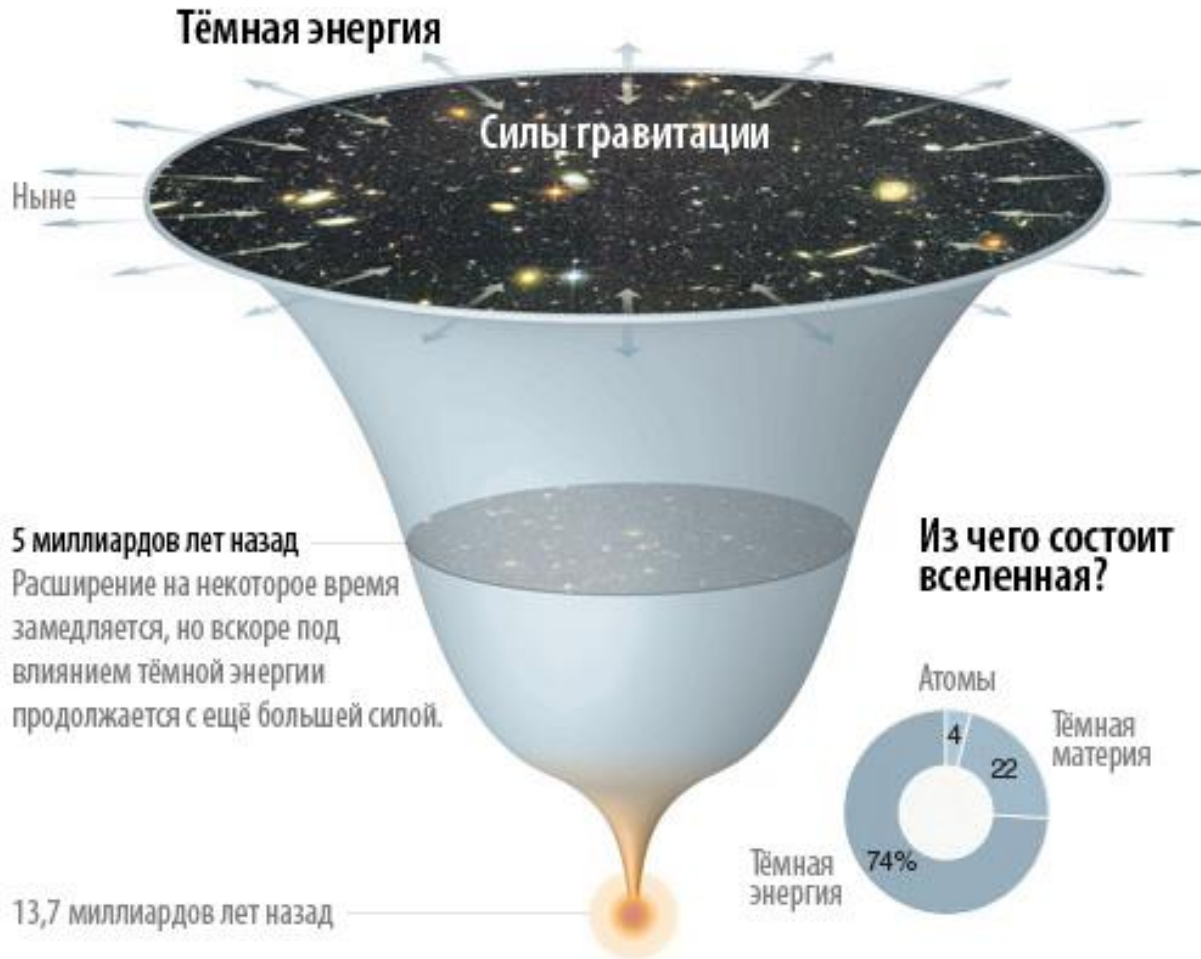 Тёмная энергия
Силы гравитации
Ныне
5 миллиардов лет назад
Расширение на некоторое время
замедляется, но вскоре под
влиянием тёмной энергии
продолжается с ещё большей силой.
Из чего состоит
вселенная?
Атомы
4
Тёмная
материя
22
Тёмная
энергия
74%
13,7 миллиардов лет назад